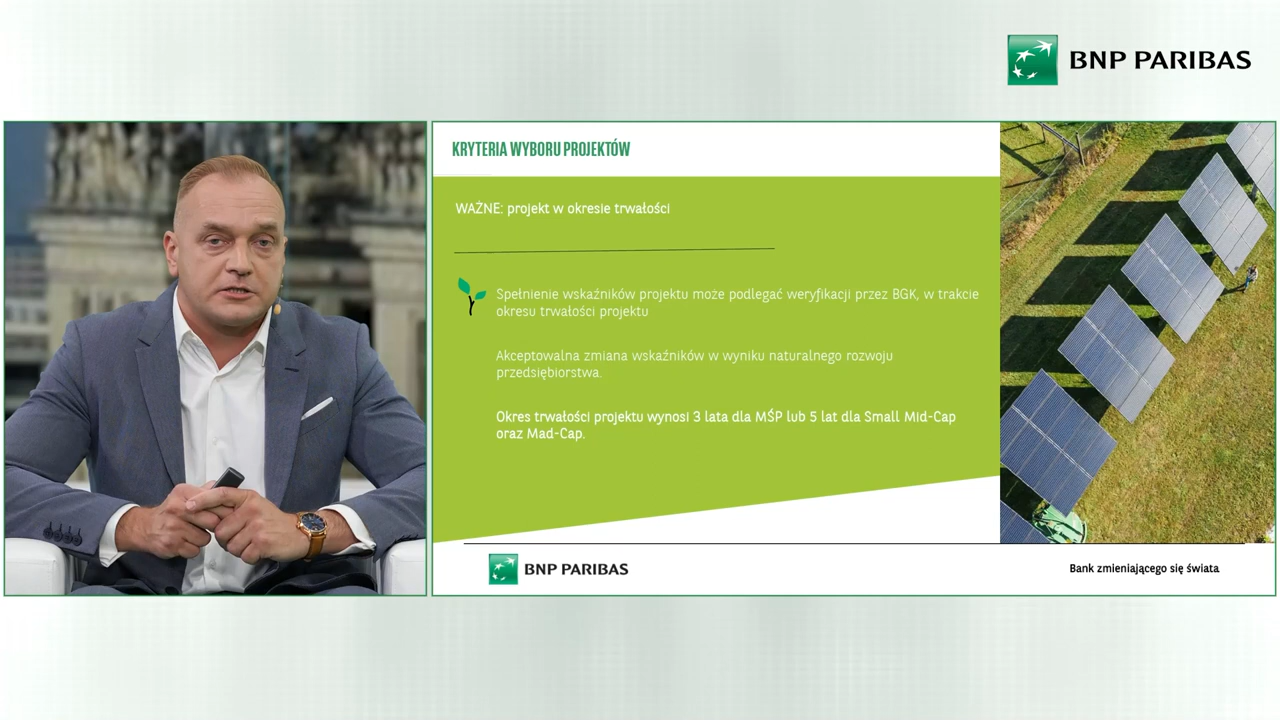 BNP PARIBAS
KRYTERIA WYBORU PROJEKTÓW
WAŻNE: projekt w okresie trwałości
Spełnienie wskaźników projektu może podlegać weryfikacji przez BGK, w trakcie
okresu trwałości projektu
Akceptowalna zmiana wskaźników w wyniku naturalnego rozwoju
przedsiębiorstwa.
Okres trwałości projektu wynosi 3 lata dla MŚP lub 5 lat dla Small Mid-Cap
oraz Mad-Cap.
BNP PARIBAS
Bank zmieniającego się świata